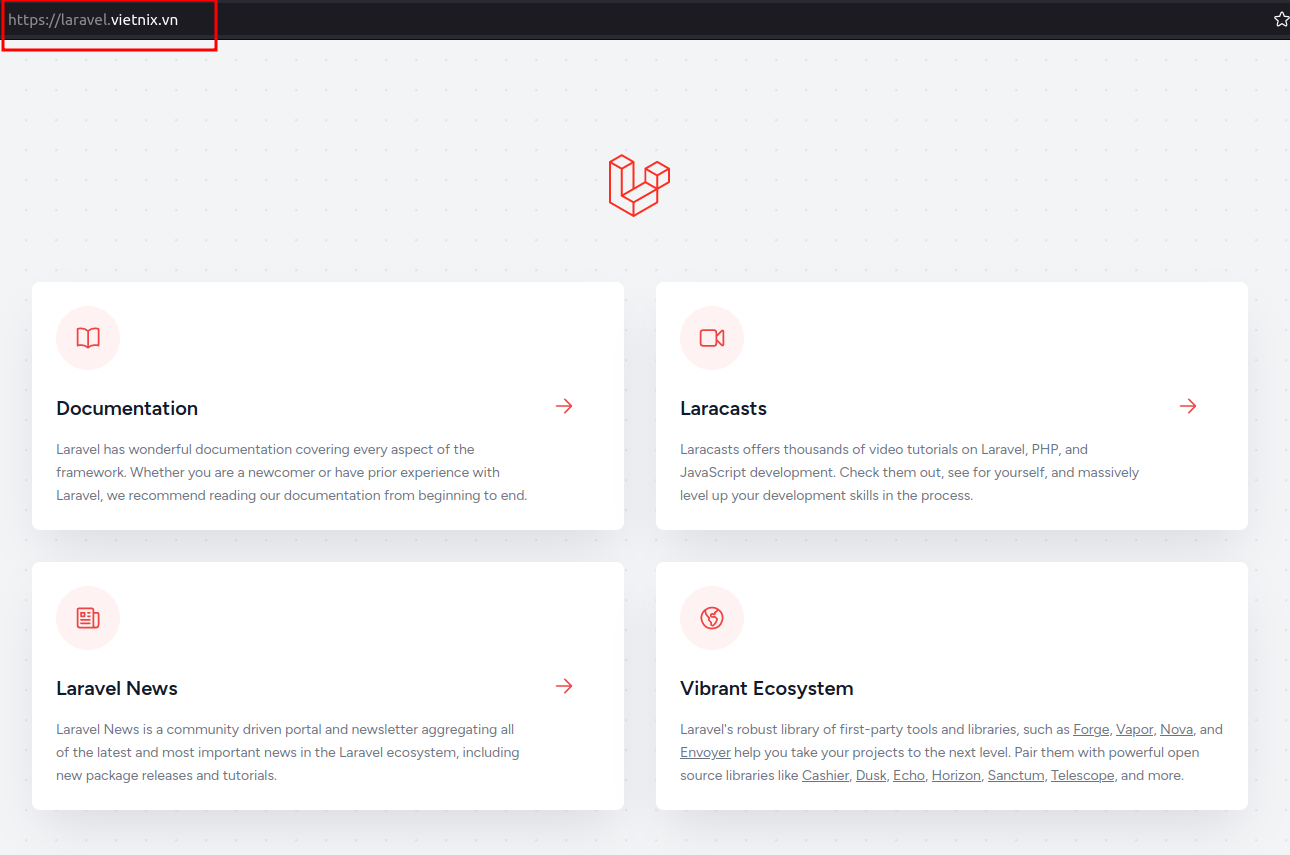 https://laravel.vietnix.vn
Documentation
Laravel has wonderful documentation covering every aspect of the
framework. Whether you are a newcomer or have prior experience with
Laravel, we recommend reading our documentation from beginning to end.
Laracasts
Laracasts offers thousands of video tutorials on Laravel, PHP, and
JavaScript development. Check them out, see for yourself, and massively
level up your development skills in the process.
Laravel News
Laravel News is a community driven portal and newsletter aggregating all
of the latest and most important news in the Laravel ecosystem, including
new package releases and tutorials.
Vibrant Ecosystem
Laravel's robust library of first-party tools and libraries, such as Forge, Vapor, Nova, and
Envoyer help you take your projects to the next level. Pair them with powerful open
source libraries like Cashier, Dusk, Echo, Horizon, Sanctum, Telescope, and more.